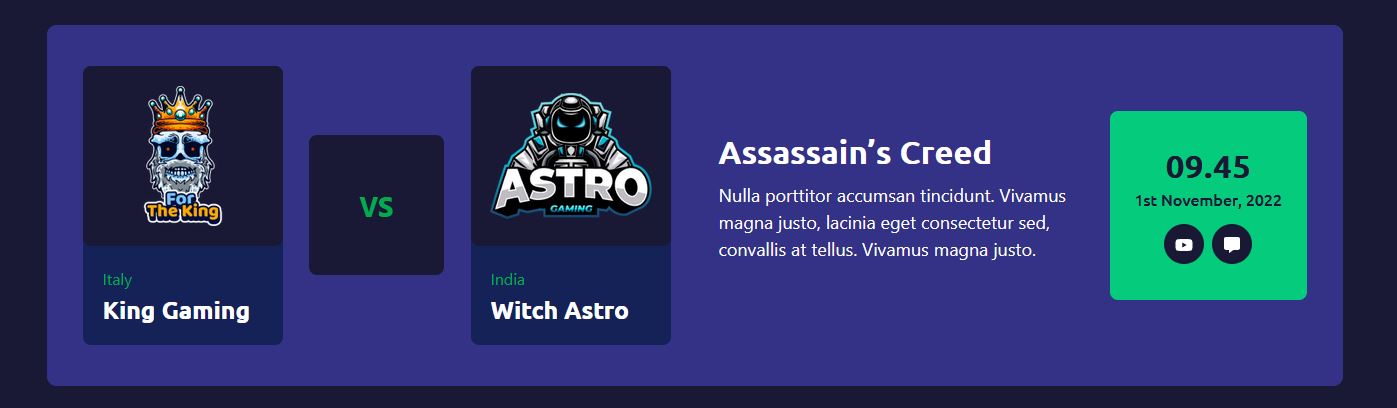 For
The King
Italy
King Gaming
VS
ASTRO
GAMING
India
Witch Astro
Assassain’s Creed
Nulla porttitor accumsan tincidunt. Vivamus
magna justo, lacinia eget consectetur sed,
convallis at tellus. Vivamus magna justo.
09.45
1st November, 2022